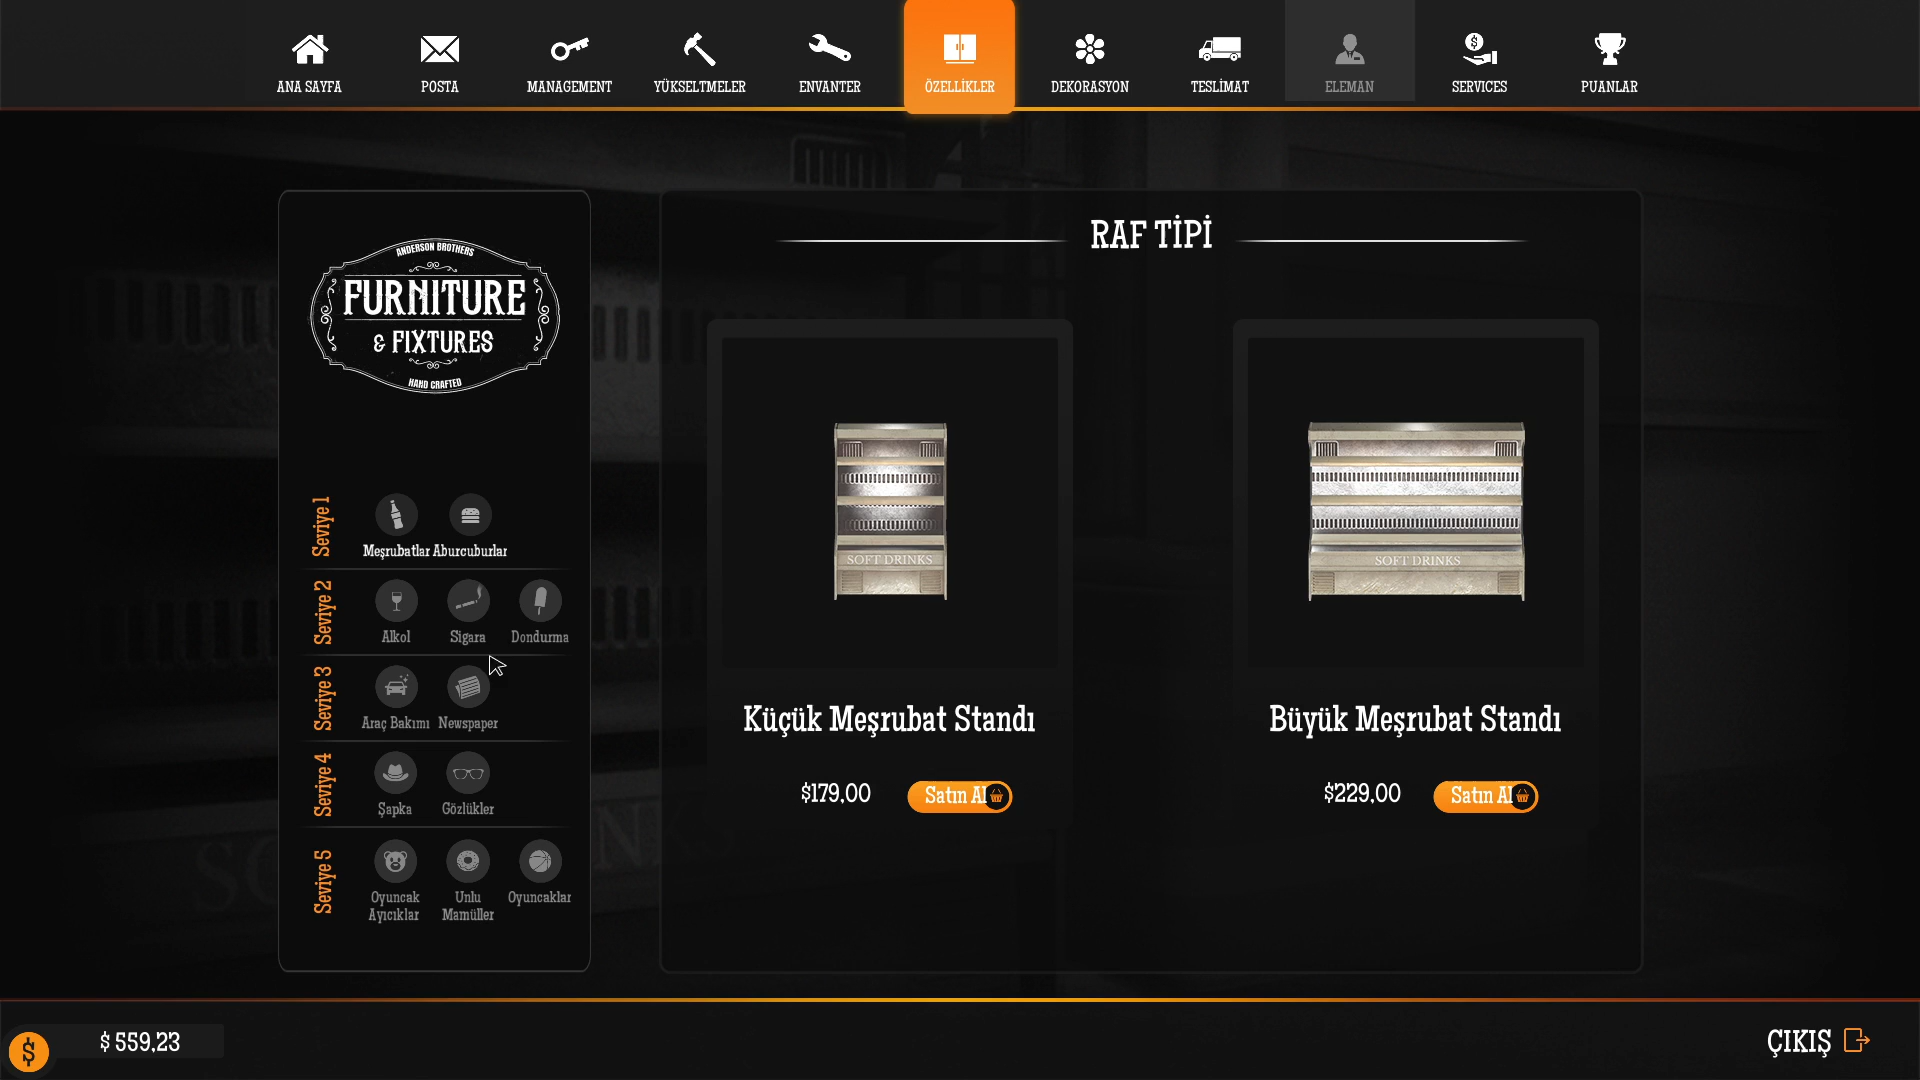 ANA SAYFA
POSTA
MANAGEMENT
YÜKSELTMELER
ENVANTER
ÖZELLİKLER
DEKORASYON
TESLİMAT
ELEMAN
SERVICES
PUANLAR
ANDERSON BROTHERS
FURNITURE
& FIXTURES
HAND CRAFTED
Seviye 1
Meşrubatlar
Aburcuburlar
Seviye 2
Alkol
Sigara
Dondurma
Seviye 3
Araç Bakımı
Newspaper
Seviye 4
Şapka
Gözlükler
Seviye 5
Oyuncak
Ayıcıklar
Unlu
Mamüller
Oyuncaklar
RAF TİPİ
SOFT DRINKS
Küçük Meşrubat Standı
$179,00
Satın Al
SOFT DRINKS
Büyük Meşrubat Standı
$229,00
Satın Al
$ 559,23
ÇIKIŞ